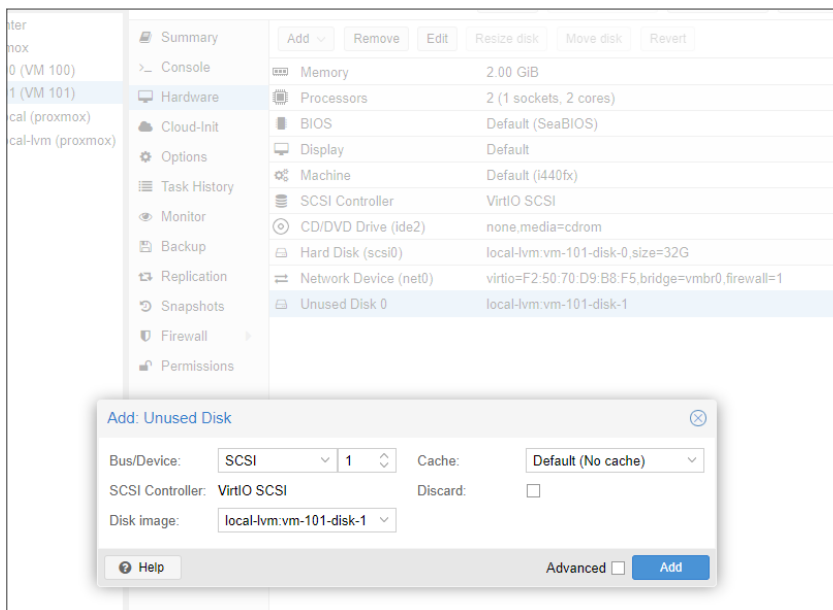 nter
mox
0 (VM 100)
1 (VM 101)
cal (proxmox)
cal-lvm (proxmox)
Summary
Console
Hardware
Cloud-Init
Options
Task History
Monitor
Backup
Replication
Snapshots
Firewall
Permissions
Add Remove Edit Resize disk Move disk Revert
Memory 2.00 GiB
Processors 2 (1 sockets, 2 cores)
BIOS Default (SeaBIOS)
Display Default
Machine Default (i440fx)
SCSI Controller VirtIO SCSI
CD/DVD Drive (ide2) none,media=cdrom
Hard Disk (scsi0) local-lvm:vm-101-disk-0,size=32G
Network Device (net0) virtio=F2:50:70:D9:B8:F5,bridge=vmbr0,firewall=1
Unused Disk 0 local-lvm:vm-101-disk-1
Add: Unused Disk
Bus/Device: SCSI 1 Cache: Default (No cache)
SCSI Controller: VirtIO SCSI Discard:
Disk image: local-lvm:vm-101-disk-1
Help Advanced Add